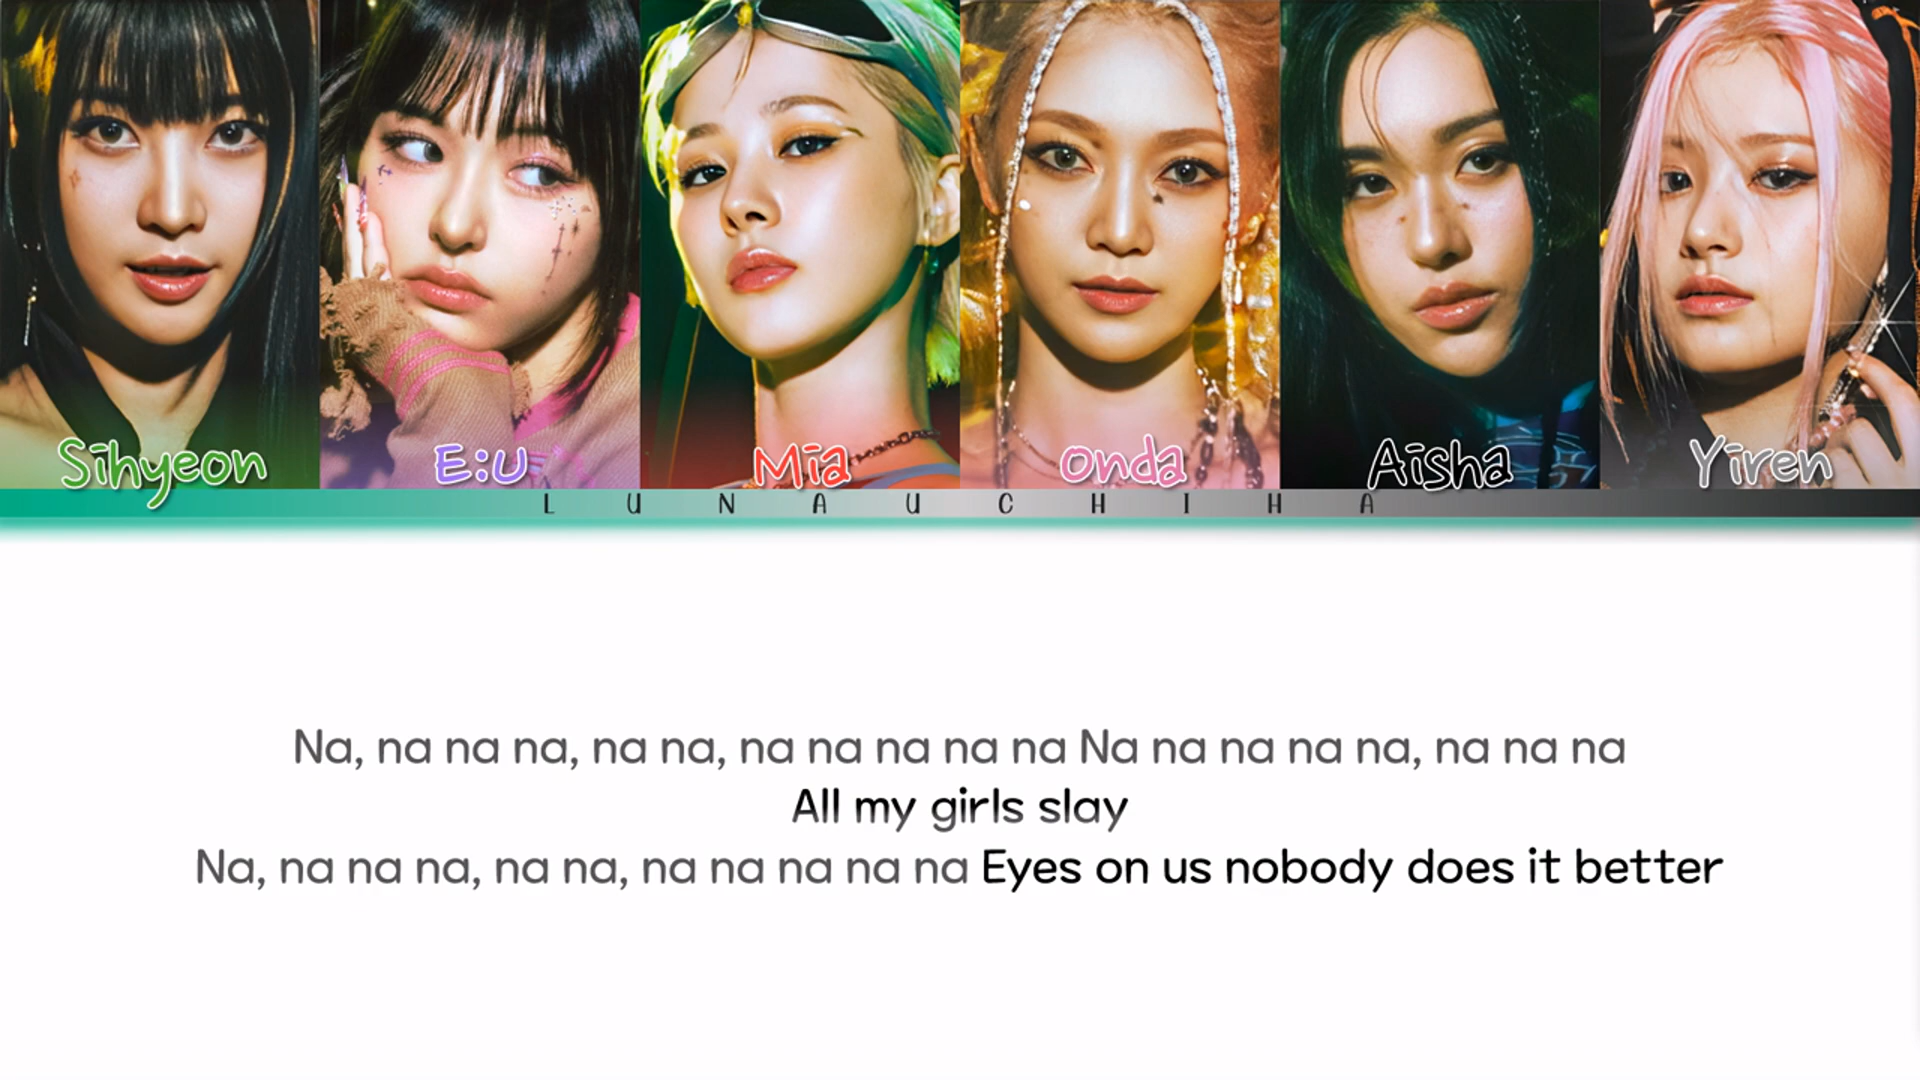 Sihyeon E:U Mia Onda Aisha Yiren
LUNAUCHIHA
Na, na na na, na na, na na na na na Na na na na na, na na na
All my girls slay
Na, na na na, na na, na na na na na Eyes on us nobody does it better